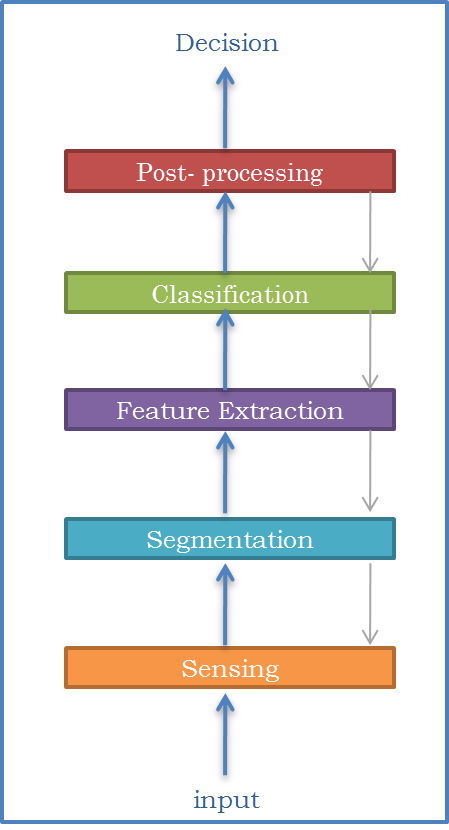 Decision
Post- processing
Classification
Feature Extraction
Segmentation
Sensing
input